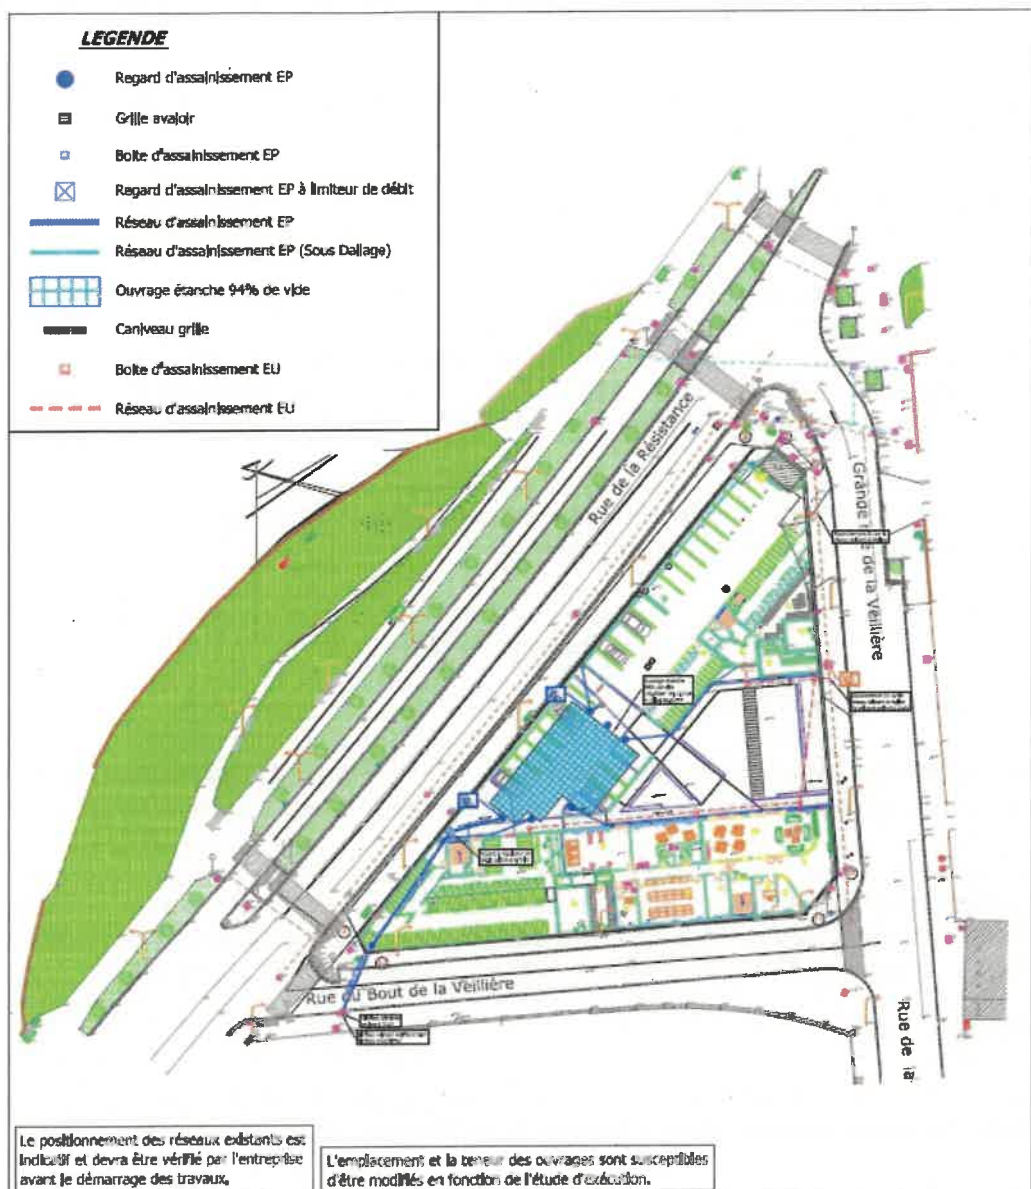 LEGENDE
Regard d'assainissement EP
Grille avaloir
Boite d'assainissement EP
Regard d'assainissement EP à limiteur de débit
Réseau d'assainissement EP
Réseau d'assainissement EP (Sous Dallage)
Ouvrage étanche 94% de vide
Caniveau grille
Boite d'assainissement EU
Réseau d'assainissement EU
Rue de la Résistance
Grande de la Veillière
Rue du Bout de la Veillière
Rue de la
Le positionnement des réseaux existants est
indicatif et devra être vérifié par l'entreprise
avant le démarrage des travaux.
L'emplacement et la teneur des ouvrages sont susceptibles
d'être modifiés en fonction de l'étude d'exécution.